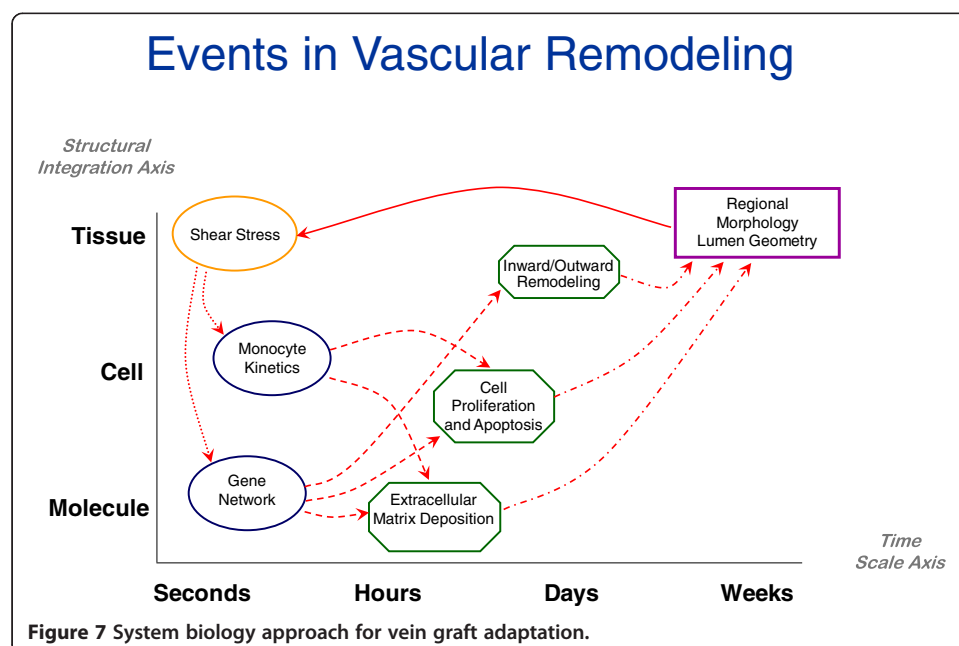 Events in Vascular Remodeling
Structural
Integration Axis
Tissue
Shear Stress
Regional
Morphology
Lumen Geometry
Inward/Outward
Remodeling
Cell
Monocyte
Kinetics
Cell
Proliferation
and Apoptosis
Molecule
Gene
Network
Extracellular
Matrix Deposition
Time
Scale Axis
Seconds
Hours
Days
Weeks
Figure 7 System biology approach for vein graft adaptation.